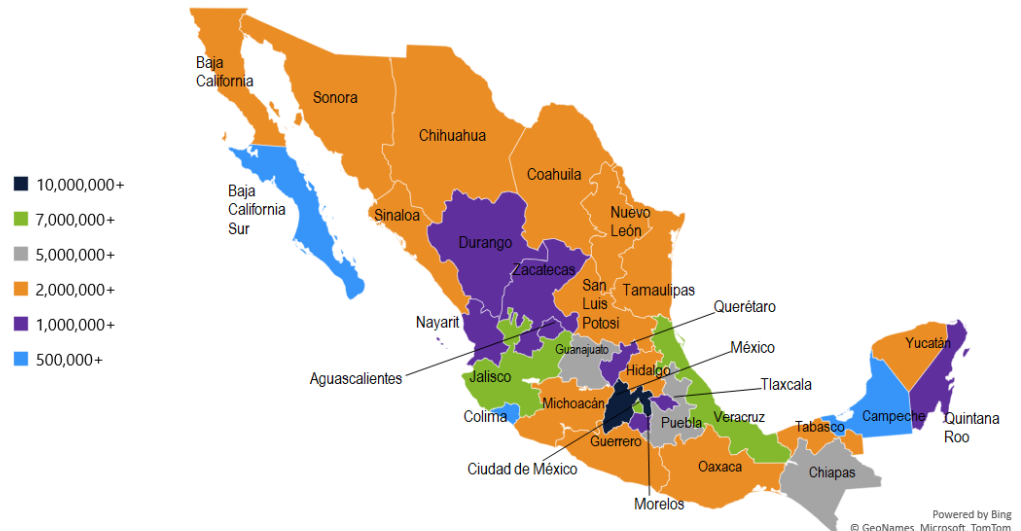 Baja
California
Sonora
Chihuahua
Coahuila
10,000,000+
7,000,000+
5,000,000+
2,000,000+
1,000,000+
500,000+
Baja
California
Sur
Sinaloa
Nuevo
León
Durango
Zacatecas
San
Luis
Potosi
Tamaulipas
Nayarit
Querétaro
Aguascalientes
Guanajuato
México
Yucatán
Jalisco
Hidalgo
Tlaxcala
Colima
Michoacán
Puebla
Veracruz
Campeche
Quintana
Roo
Tabasco
Guerrero
Ciudad de México
Oaxaca
Chiapas
Morelos
Powered by Bing
© GeoNames, Microsoft, TomTom